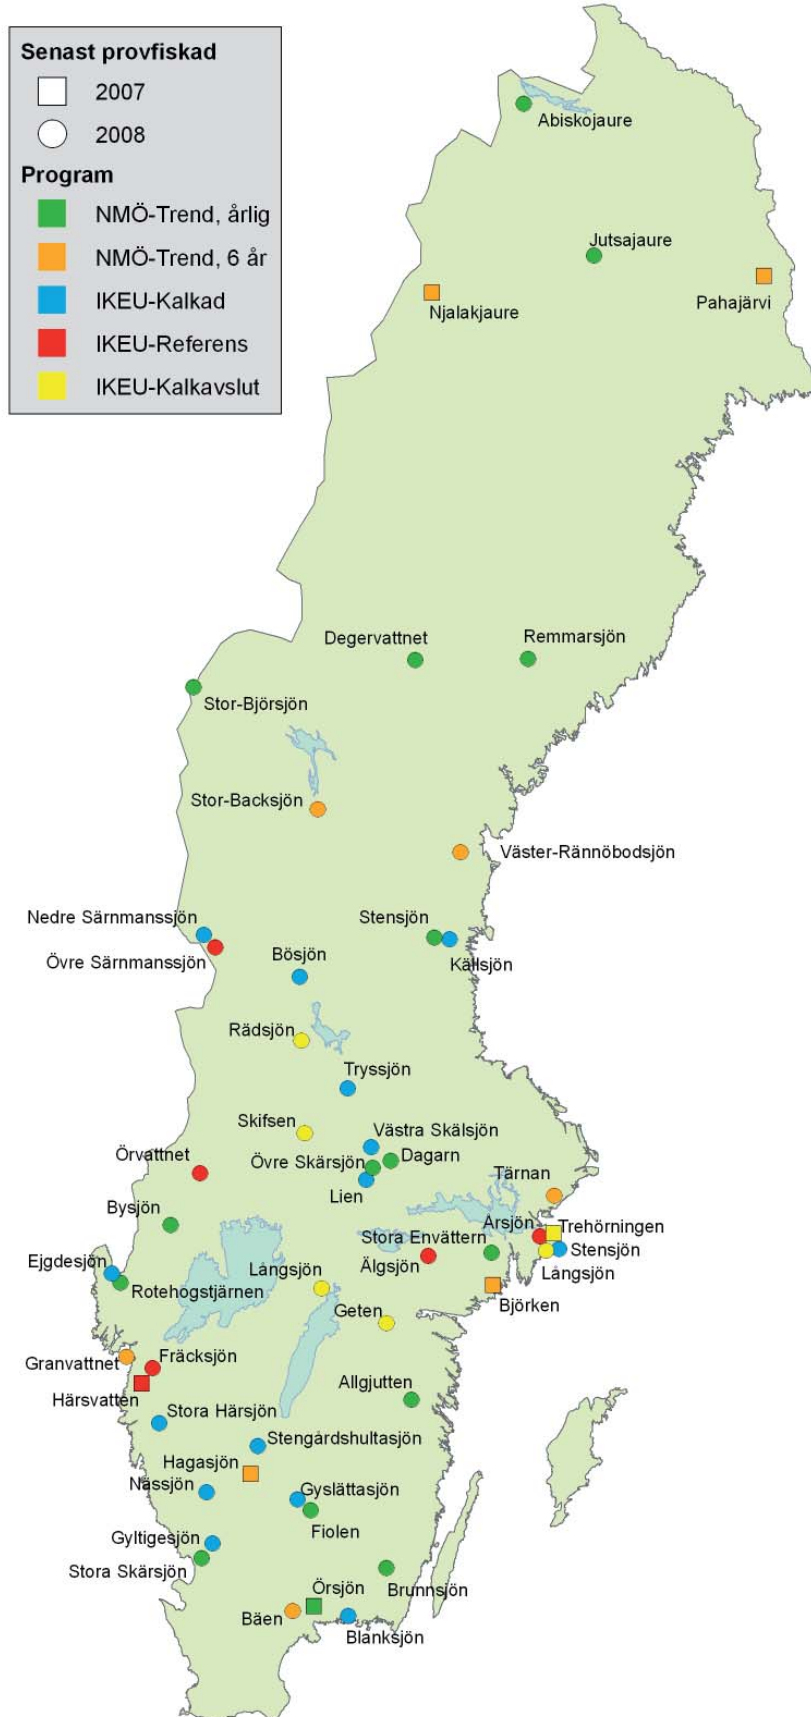 Senast provfiskad
2007
2008
Program
NMÖ-Trend, årlig
NMÖ-Trend, 6 år
IKEU-Kalkad
IKEU-Referens
IKEU-Kalkavslut
Abiskojaure
Jutsajaure
Pahajärvi
Njalakjaure
Degervattnet
Remmarsjön
Stor-Björsjön
Stor-Backsjön
Väster-Rännöbodsjön
Nedre Särnmanssjön
Stensjön
Övre Särnmanssjön
Bösjön
Källsjön
Rädsjön
Tryssjön
Skifsen
Västra Skälsjön
Örvattnet
Övre Skärsjön
Dagarn
Tärnan
Lien
Bysjön
Årsjön
Trehörningen
Stora Envättern
Stensjön
Ejgdesjön
Långsjön
Älgsjön
Långsjön
Rotehogstjärnen
Geten
Björken
Granvattnet
Fräcksjön
Allgjutten
Härsvatten
Stora Härsjön
Stengårdshultasjön
Hagasjön
Nässjön
Gyslättasjön
Fiolen
Gyltigesjön
Stora Skärsjön
Örsjön
Brunnsjön
Bäen
Blanksjön